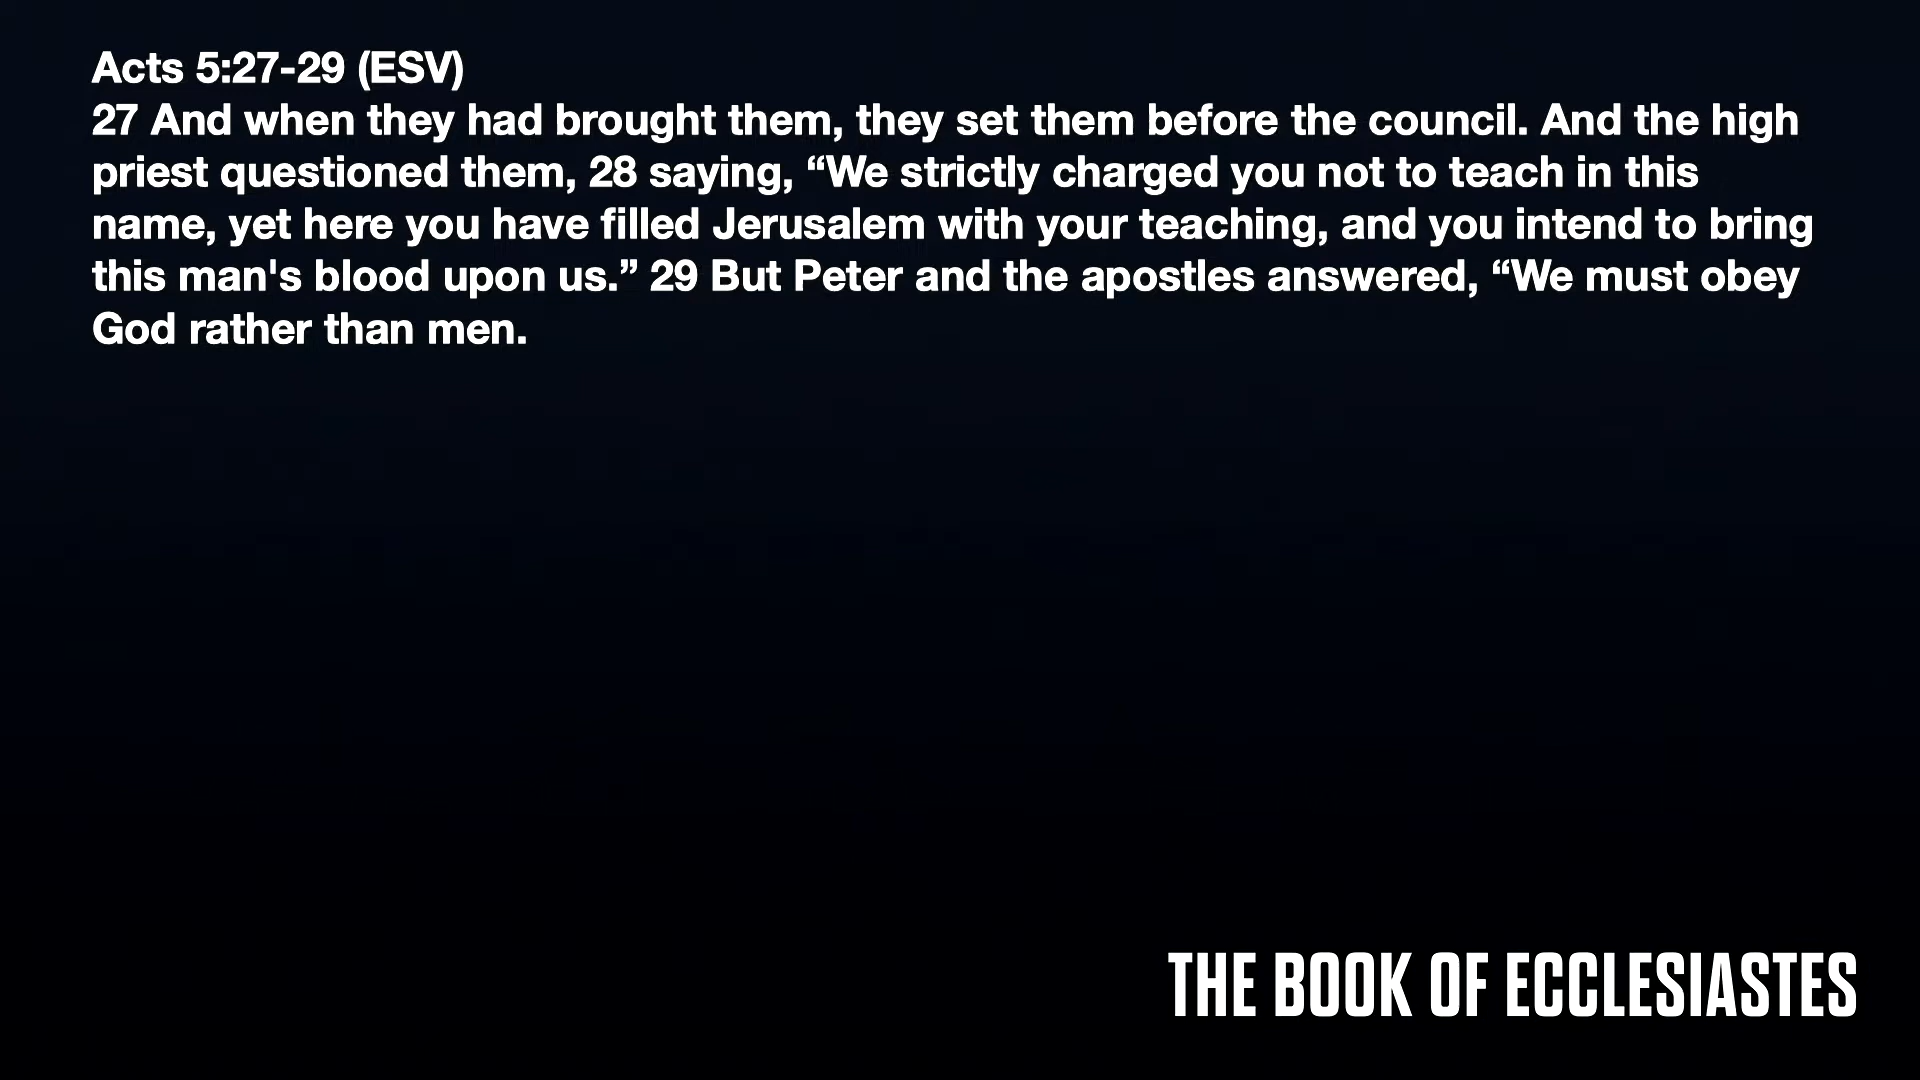 Acts 5:27-29 (ESV)
27 And when they had brought them, they set them before the council. And the high
priest questioned them, 28 saying, “We strictly charged you not to teach in this
name, yet here you have filled Jerusalem with your teaching, and you intend to bring
this man's blood upon us.” 29 But Peter and the apostles answered, “We must obey
God rather than men.
THE BOOK OF ECCLESIASTES